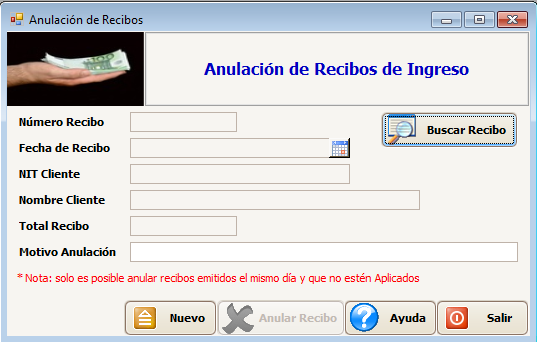 Anulación de Recibos
Anulación de Recibos de Ingreso
Número Recibo
Buscar Recibo
Fecha de Recibo
NIT Cliente
Nombre Cliente
Total Recibo
Motivo Anulación
* Nota: solo es posible anular recibos emitidos el mismo día y que no estén Aplicados
Nuevo
Anular Recibo
Ayuda
Salir